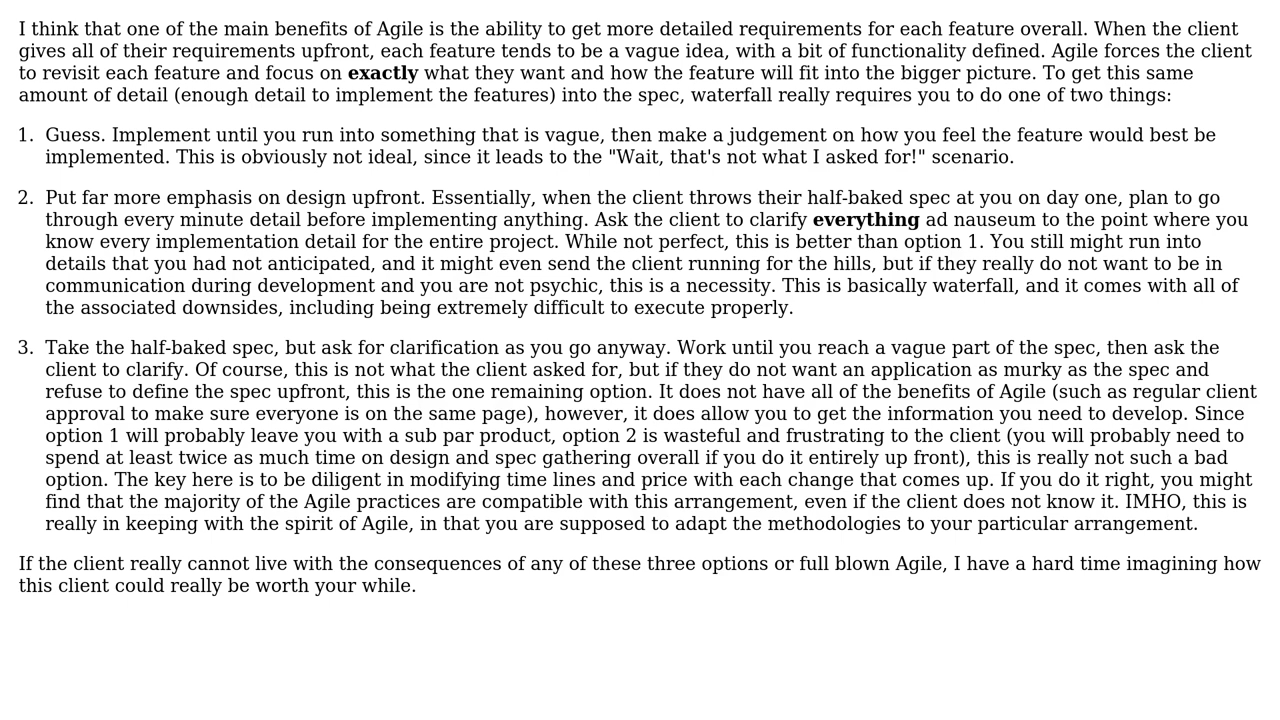 I think that one of the main benefits of Agile is the ability to get more detailed requirements for each feature overall. When the client
gives all of their requirements upfront, each feature tends to be a vague idea, with a bit of functionality defined. Agile forces the client
to revisit each feature and focus on exactly what they want and how the feature will fit into the bigger picture. To get this same
amount of detail (enough detail to implement the features) into the spec, waterfall really requires you to do one of two things:
1. Guess. Implement until you run into something that is vague, then make a judgement on how you feel the feature would best be
implemented. This is obviously not ideal, since it leads to the "Wait, that's not what I asked for!" scenario.
2. Put far more emphasis on design upfront. Essentially, when the client throws their half-baked spec at you on day one, plan to go
through every minute detail before implementing anything. Ask the client to clarify everything ad nauseum to the point where you
know every implementation detail for the entire project. While not perfect, this is better than option 1. You still might run into
details that you had not anticipated, and it might even send the client running for the hills, but if they really do not want to be in
communication during development and you are not psychic, this is a necessity. This is basically waterfall, and it comes with all of
the associated downsides, including being extremely difficult to execute properly.
3. Take the half-baked spec, but ask for clarification as you go anyway. Work until you reach a vague part of the spec, then ask the
client to clarify. Of course, this is not what the client asked for, but if they do not want an application as murky as the spec and
refuse to define the spec upfront, this is the one remaining option. It does not have all of the benefits of Agile (such as regular client
approval to make sure everyone is on the same page), however, it does allow you to get the information you need to develop. Since
option 1 will probably leave you with a sub par product, option 2 is wasteful and frustrating to the client (you will probably need to
spend at least twice as much time on design and spec gathering overall if you do it entirely up front), this is really not such a bad
option. The key here is to be diligent in modifying time lines and price with each change that comes up. If you do it right, you might
find that the majority of the Agile practices are compatible with this arrangement, even if the client does not know it. IMHO, this is
really in keeping with the spirit of Agile, in that you are supposed to adapt the methodologies to your particular arrangement.
If the client really cannot live with the consequences of any of these three options or full blown Agile, I have a hard time imagining how
this client could really be worth your while.